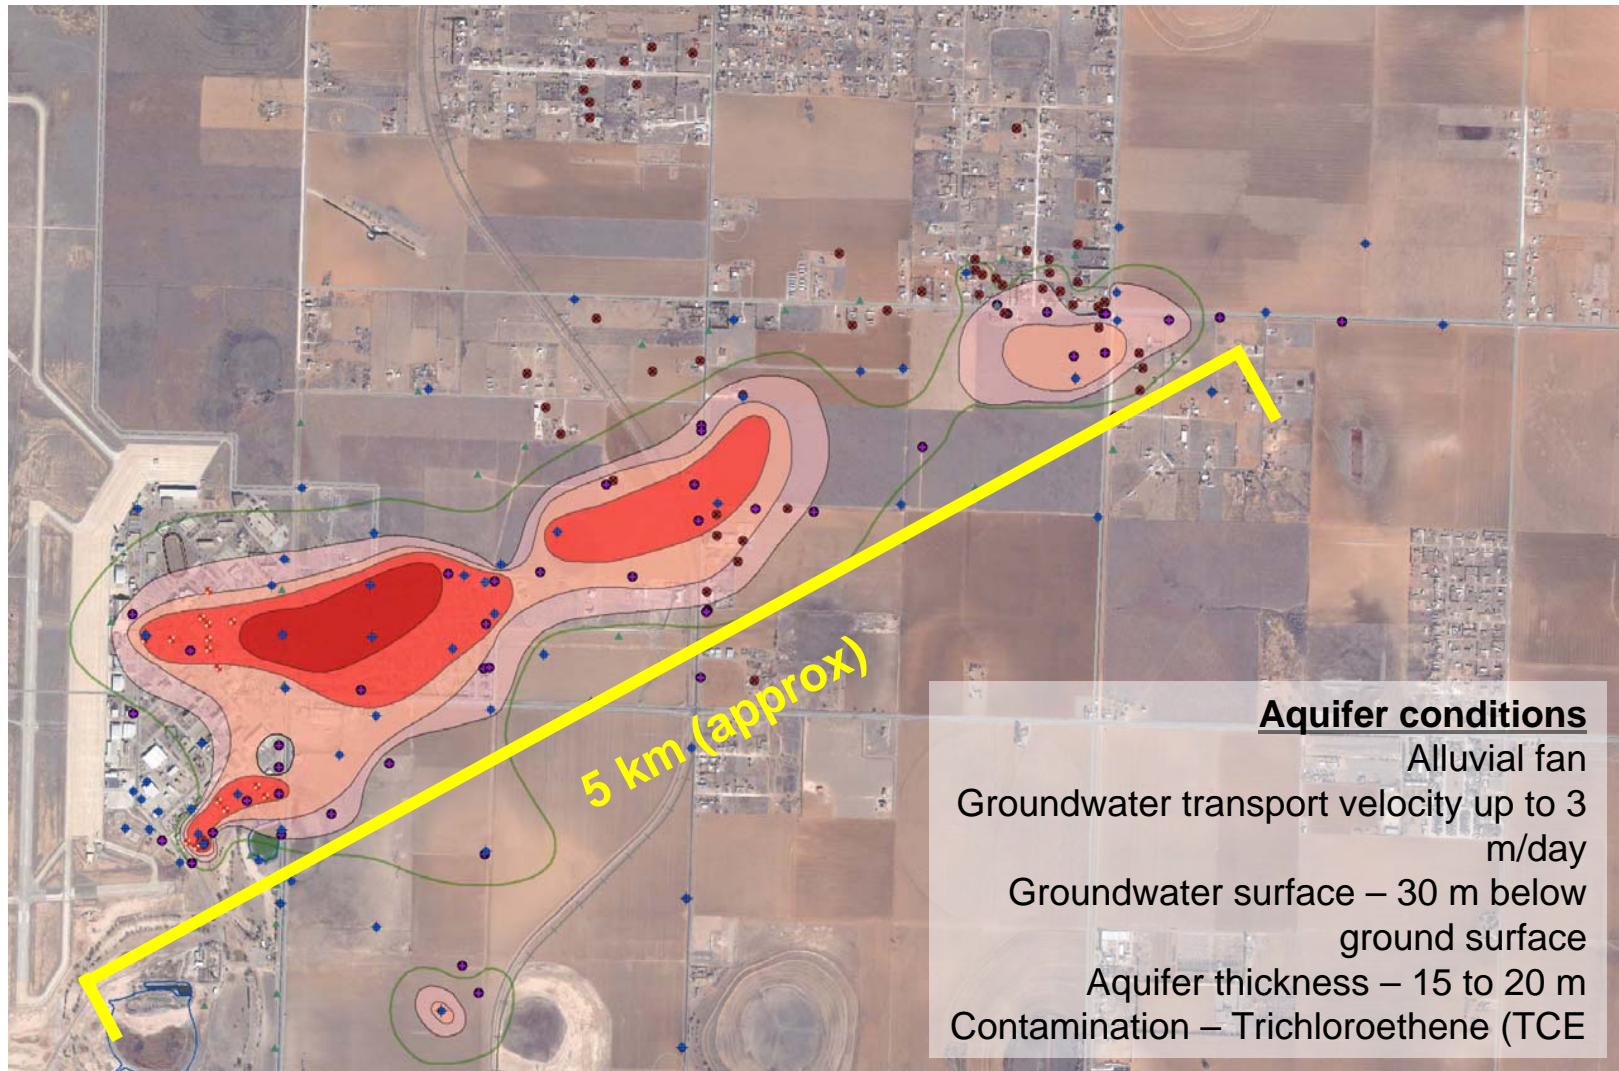 5 km (approx)
Aquifer conditions
Alluvial fan
Groundwater transport velocity up to 3
m/day
Groundwater surface – 30 m below
ground surface
Aquifer thickness – 15 to 20 m
Contamination – Trichloroethene (TCE